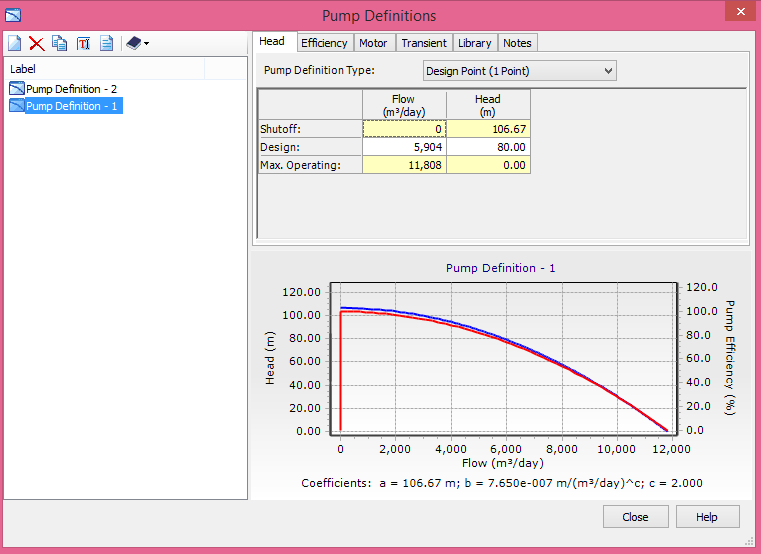 Pump Definitions
Head Efficiency Motor Transient Library Notes
Label
Pump Definition - 2
Pump Definition - 1
Pump Definition Type: Design Point (1 Point)
Flow (m³/day) Head (m)
Shutoff: 0 106.67
Design: 5,904 80.00
Max. Operating: 11,808 0.00
Pump Definition - 1
Head (m)
120.00
100.00
80.00
60.00
40.00
20.00
0.00
120.0
100.0
80.0
60.0
40.0
20.0
0.0
Pump Efficiency (%)
0 2,000 4,000 6,000 8,000 10,000 12,000
Flow (m³/day)
Coefficients: a = 106.67 m; b = 7.650e-007 m/(m³/day)^c; c = 2.000
Close Help